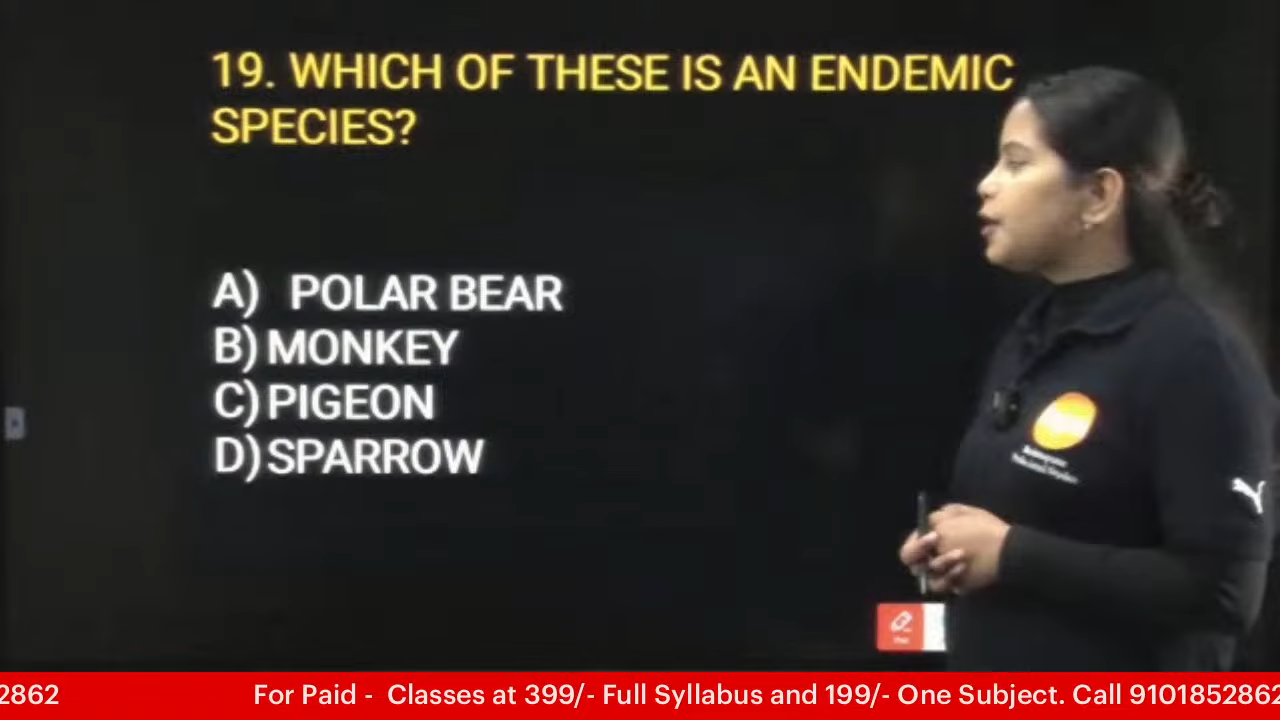 19. WHICH OF THESE IS AN ENDEMIC
SPECIES?
A) POLAR BEAR
B) MONKEY
C) PIGEON
D) SPARROW
2862 For Paid - Classes at 399/- Full Syllabus and 199/- One Subject. Call 9101852862